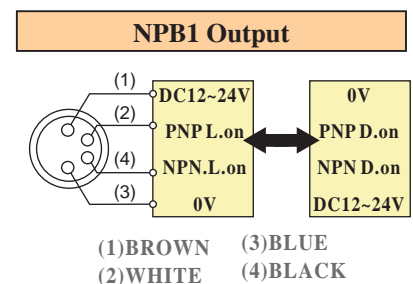 NPB1 Output
(1)
(2)
(4)
(3)
DC12~24V
PNP L.on
NPN.L.on
0V
0V
PNP D.on
NPN D.on
DC12~24V
(1)BROWN (3)BLUE
(2)WHITE (4)BLACK